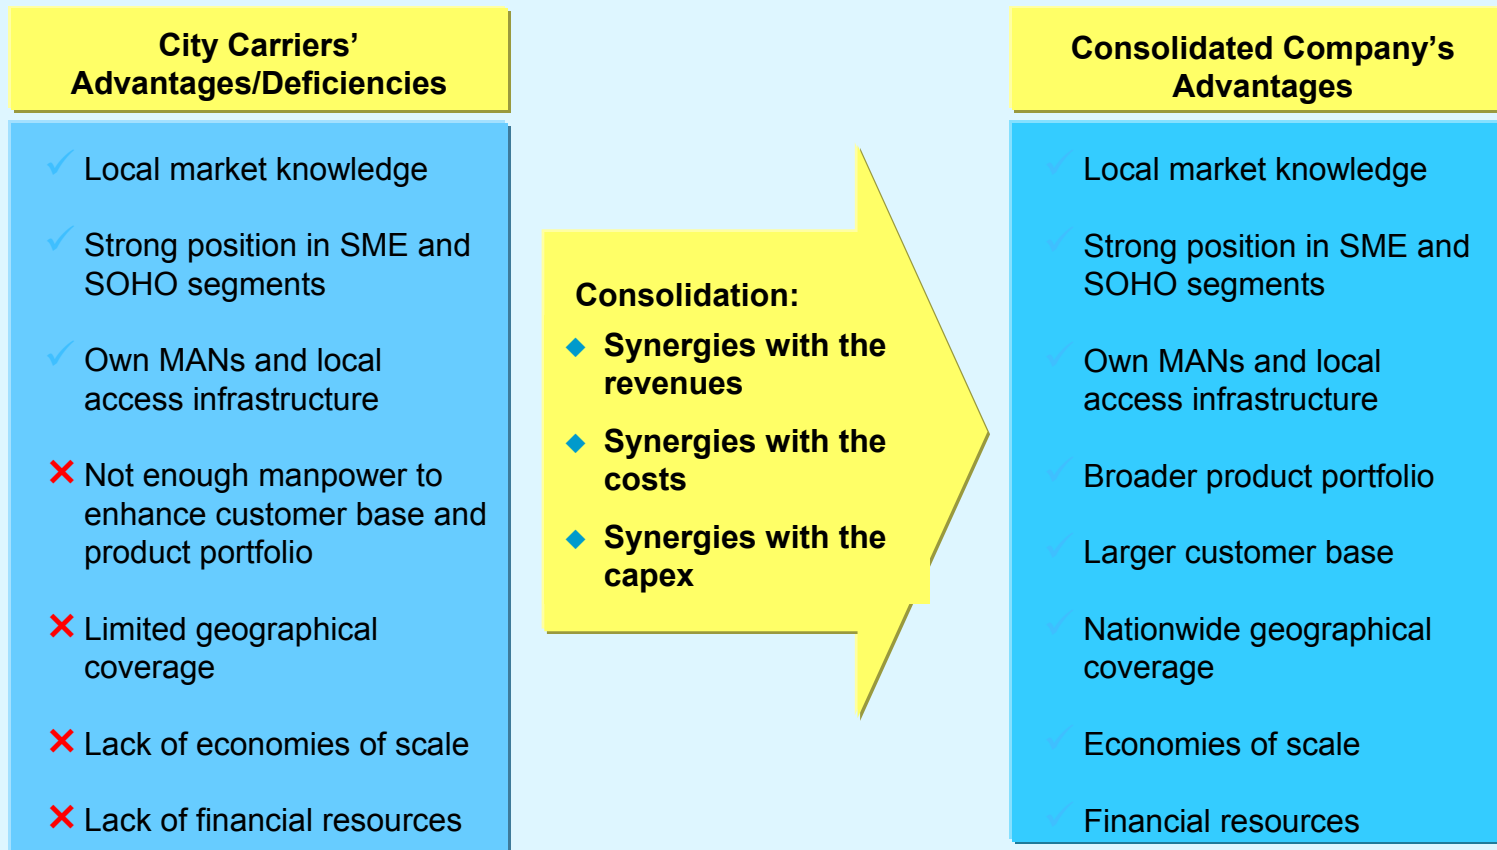 City Carriers’
Advantages/Deficiencies
Local market knowledge
Strong position in SME and
SOHO segments
Own MANs and local
access infrastructure
Not enough manpower to
enhance customer base and
product portfolio
Limited geographical
coverage
Lack of economies of scale
Lack of financial resources
Consolidation:
Synergies with the
revenues
Synergies with the
costs
Synergies with the
capex
Consolidated Company’s
Advantages
Local market knowledge
Strong position in SME and
SOHO segments
Own MANs and local
access infrastructure
Broader product portfolio
Larger customer base
Nationwide geographical
coverage
Economies of scale
Financial resources